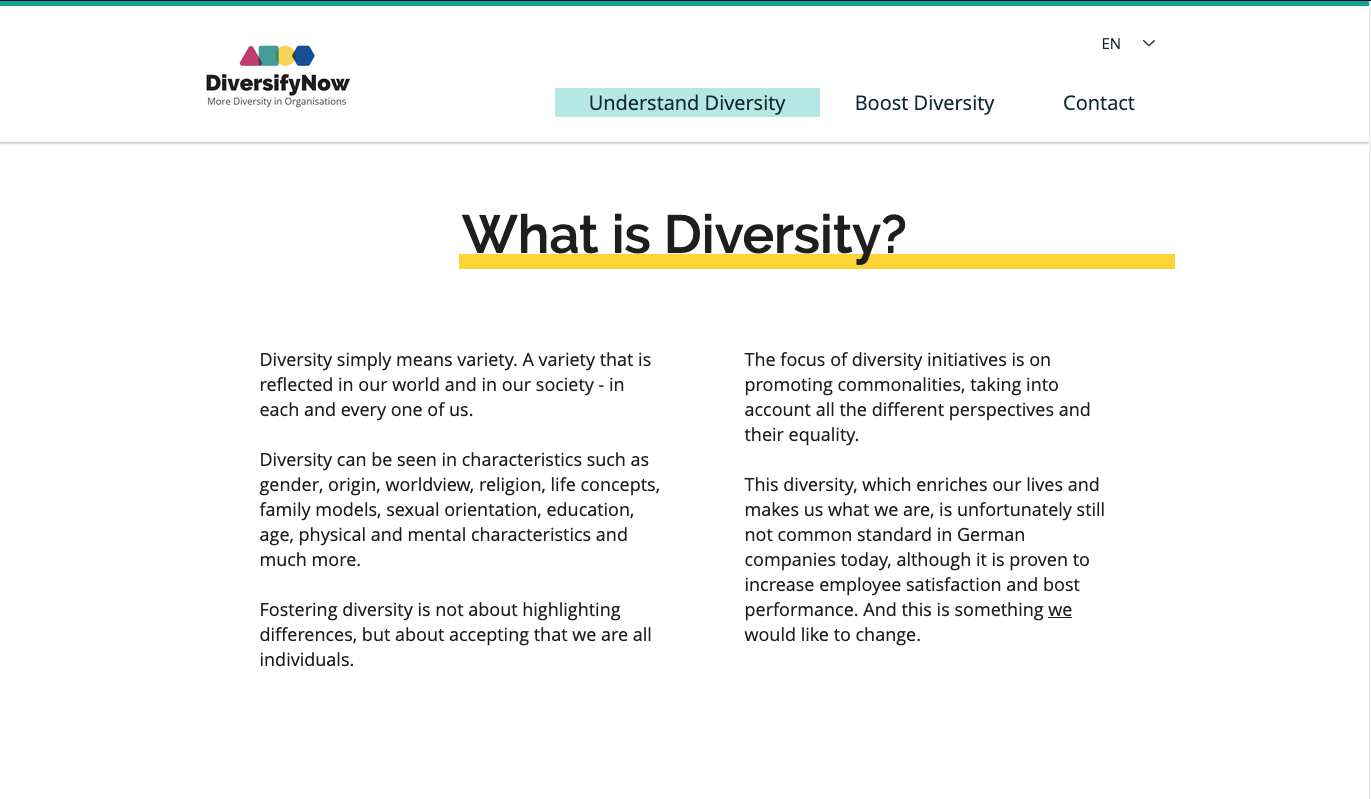 EN
DiversifyNow
More Diversity in Organisations
Understand Diversity
Boost Diversity
Contact
What is Diversity?
Diversity simply means variety. A variety that is
reflected in our world and in our society - in
each and every one of us.
Diversity can be seen in characteristics such as
gender, origin, worldview, religion, life concepts,
family models, sexual orientation, education,
age, physical and mental characteristics and
much more.
Fostering diversity is not about highlighting
differences, but about accepting that we are all
individuals.
The focus of diversity initiatives is on
promoting commonalities, taking into
account all the different perspectives and
their equality.
This diversity, which enriches our lives and
makes us what we are, is unfortunately still
not common standard in German
companies today, although it is proven to
increase employee satisfaction and bost
performance. And this is something we
would like to change.